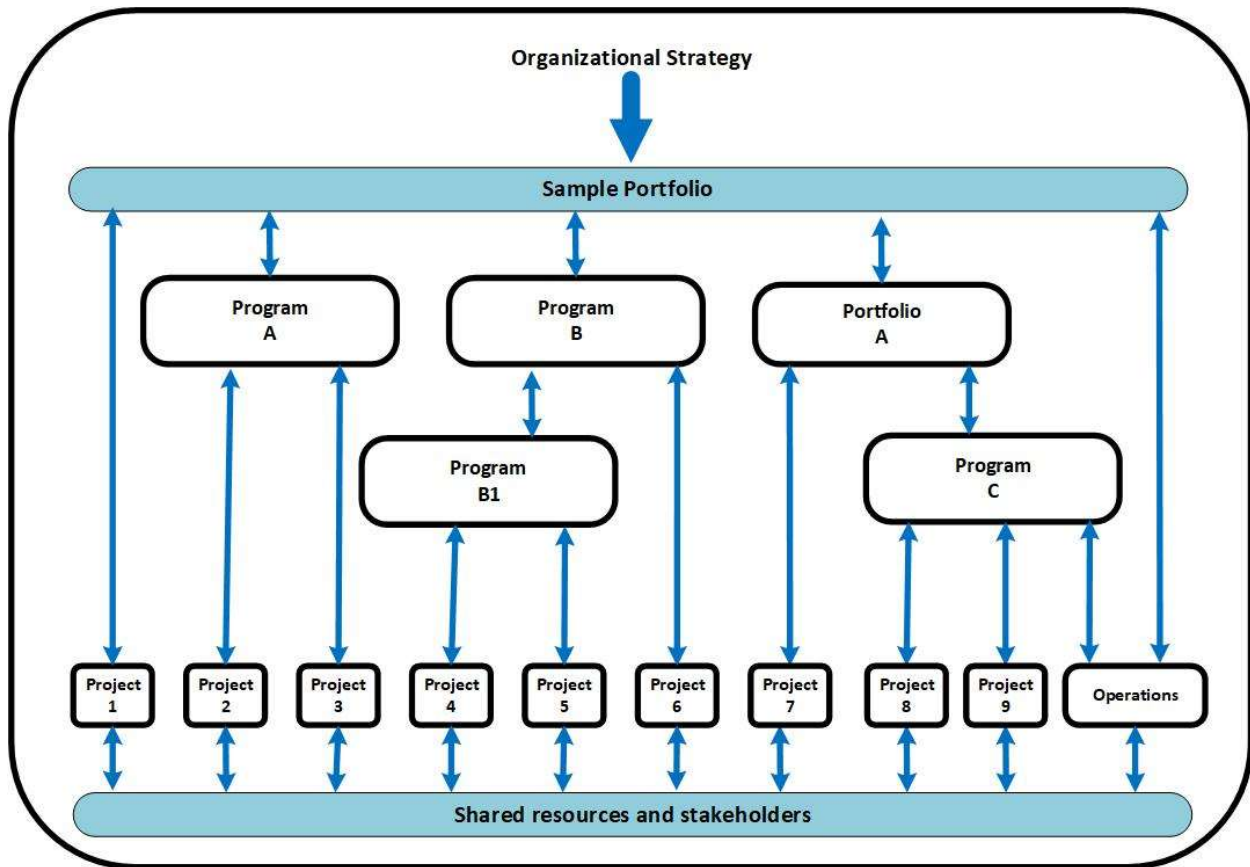 Organizational Strategy
Sample Portfolio
Program
A
Program
B
Portfolio
A
Program
B1
Program
C
Project
1
Project
2
Project
3
Project
4
Project
5
Project
6
Project
7
Project
8
Project
9
Operations
Shared resources and stakeholders